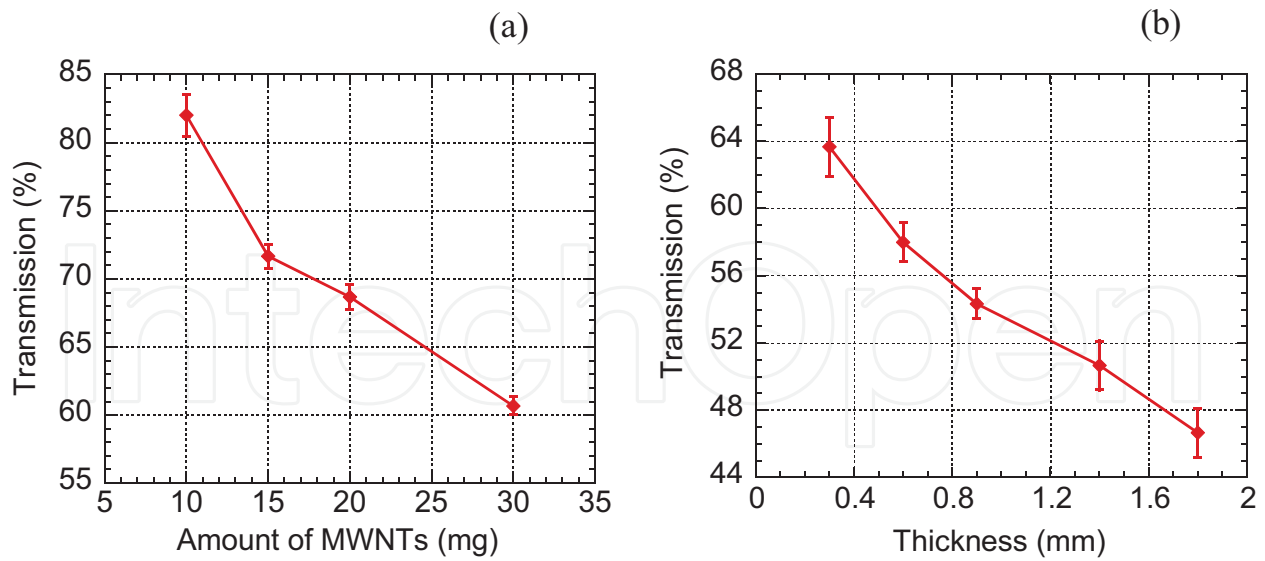 (a)
85
80
75
70
65
60
55
5 10 15 20 25 30 35
Transmission (%)
Amount of MWNTs (mg)
(b)
68
64
60
56
52
48
44
0 0.4 0.8 1.2 1.6 2
Transmission (%)
Thickness (mm)
IntechOpen